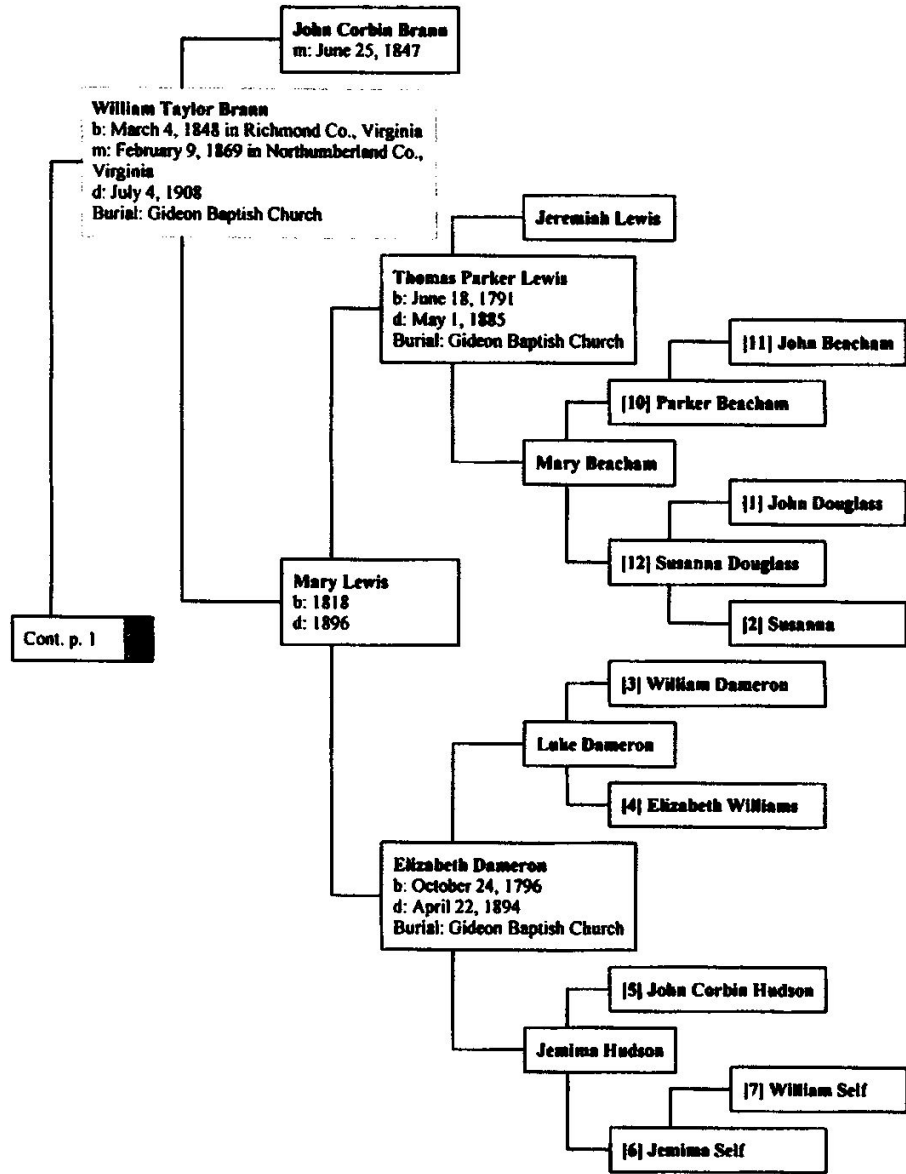 John Corbin Brann
m: June 25, 1847
William Taylor Brann
b: March 4, 1848 in Richmond Co., Virginia
m: February 9, 1869 in Northumberland Co.,
Virginia
d: July 4, 1908
Burial: Gideon Baptish Church
Jeremiah Lewis
Thomas Parker Lewis
b: June 18, 1791
d: May 1, 1885
Burial: Gideon Baptish Church
[11] John Beacham
[10] Parker Beacham
Mary Beacham
[1] John Douglass
[12] Susanna Douglass
[2] Susanna
Mary Lewis
b: 1818
d: 1896
Cont. p. 1
[3] William Dameron
Luke Dameron
[4] Elizabeth Williams
Elizabeth Dameron
b: October 24, 1796
d: April 22, 1894
Burial: Gideon Baptish Church
[5] John Corbin Hudson
Jemima Hudson
[7] William Self
[6] Jemima Self